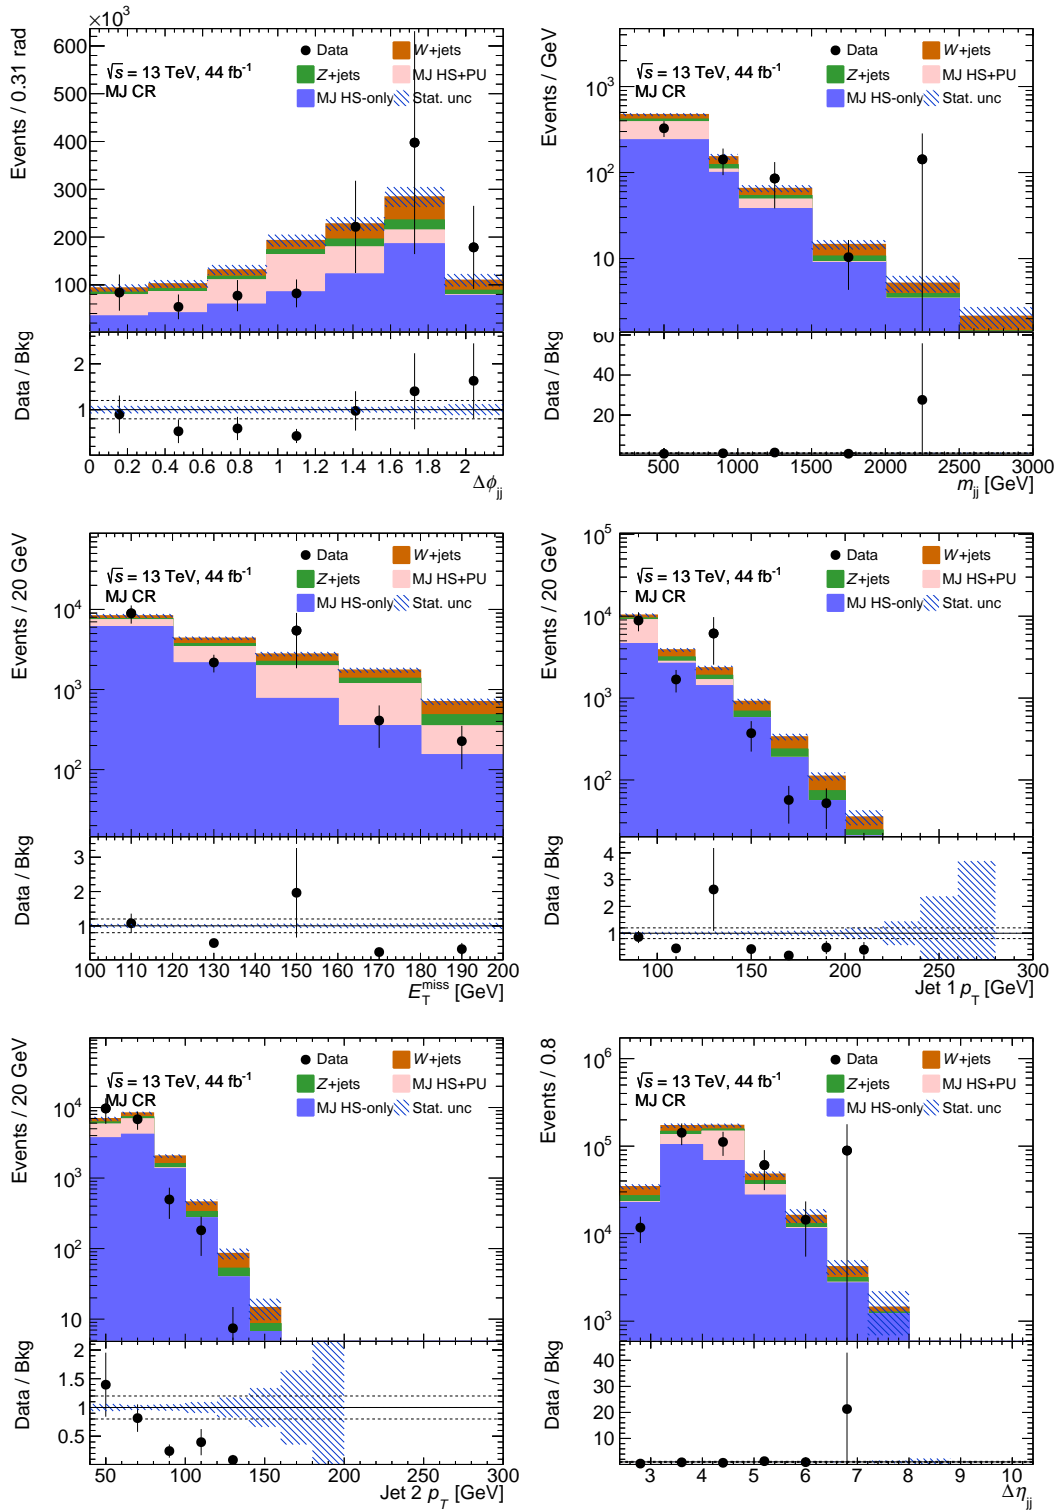 ×10³
Events / 0.31 rad
600
500
400
300
200
100
√s = 13 TeV, 44 fb⁻¹
MJ CR
Data
W+jets
Z+jets
MJ HS+PU
MJ HS-only
Stat. unc
Data / Bkg
2
1
0 0.2 0.4 0.6 0.8 1 1.2 1.4 1.6 1.8 2
Δϕjj
Events / GeV
10³
10²
10
√s = 13 TeV, 44 fb⁻¹
MJ CR
Data
W+jets
Z+jets
MJ HS+PU
MJ HS-only
Stat. unc
Data / Bkg
60
40
20
500 1000 1500 2000 2500 3000
mjj [GeV]
Events / 20 GeV
10⁴
10³
10²
√s = 13 TeV, 44 fb⁻¹
MJ CR
Data
W+jets
Z+jets
MJ HS+PU
MJ HS-only
Stat. unc
Data / Bkg
3
2
1
100 110 120 130 140 150 160 170 180 190 200
E_T^miss [GeV]
Events / 20 GeV
10⁵
10⁴
10³
10²
√s = 13 TeV, 44 fb⁻¹
MJ CR
Data
W+jets
Z+jets
MJ HS+PU
MJ HS-only
Stat. unc
Data / Bkg
4
3
2
1
100 150 200 250 300
Jet 1 p_T [GeV]
Events / 20 GeV
10⁴
10³
10²
10
√s = 13 TeV, 44 fb⁻¹
MJ CR
Data
W+jets
Z+jets
MJ HS+PU
MJ HS-only
Stat. unc
Data / Bkg
2
1.5
1
0.5
50 100 150 200 250 300
Jet 2 p_T [GeV]
Events / 0.8
10⁶
10⁵
10⁴
10³
√s = 13 TeV, 44 fb⁻¹
MJ CR
Data
W+jets
Z+jets
MJ HS+PU
MJ HS-only
Stat. unc
Data / Bkg
40
30
20
10
3 4 5 6 7 8 9 10
Δηjj